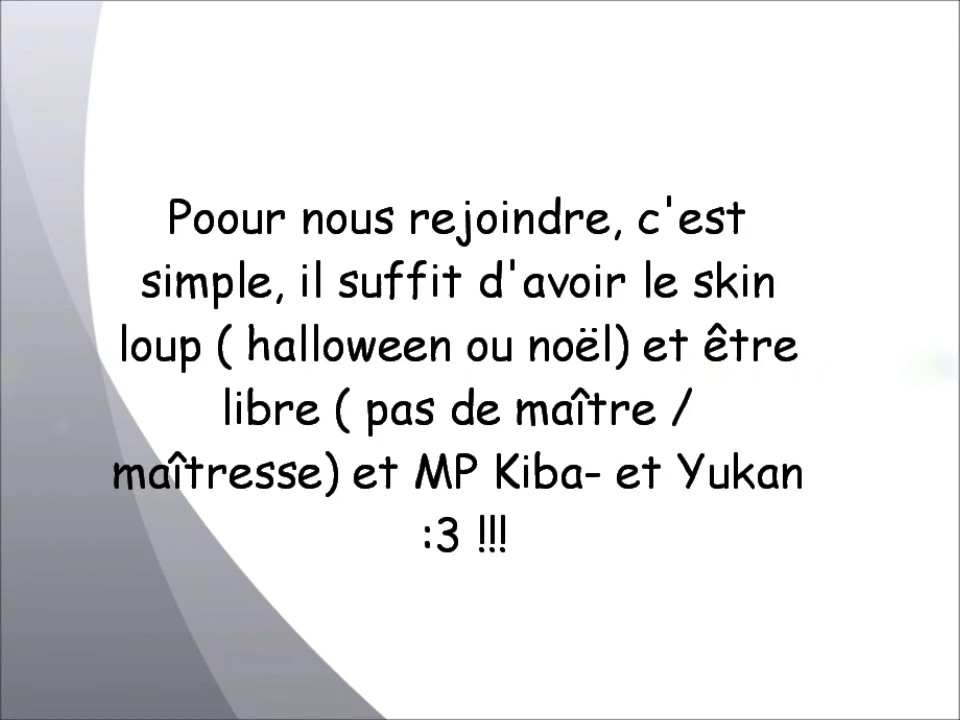 Poour nous rejoindre, c'est
simple, il suffit d'avoir le skin
loup ( halloween ou noël) et être
libre ( pas de maître /
maîtresse) et MP Kiba- et Yukan
:3 !!!